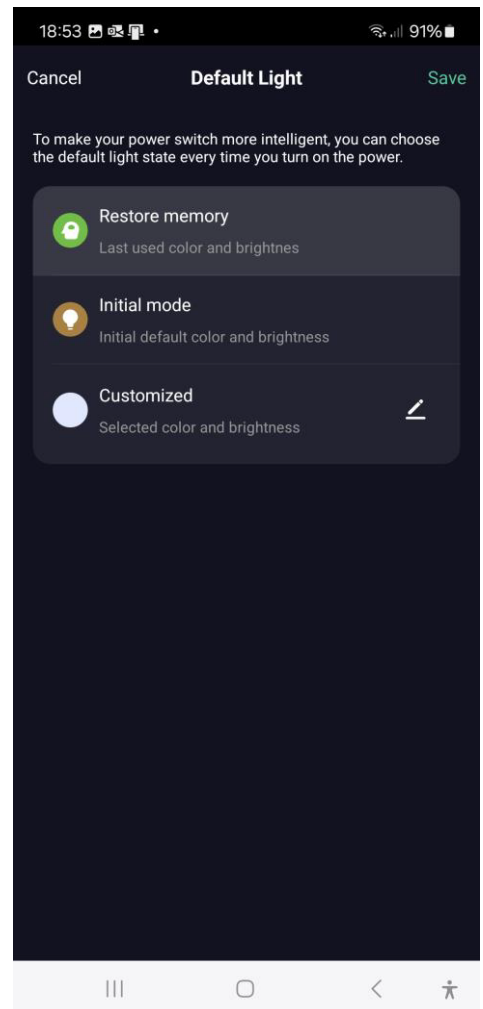 18:53 91%
Cancel Default Light Save
To make your power switch more intelligent, you can choose
the default light state every time you turn on the power.
Restore memory
Last used color and brightnes
Initial mode
Initial default color and brightness
Customized
Selected color and brightness